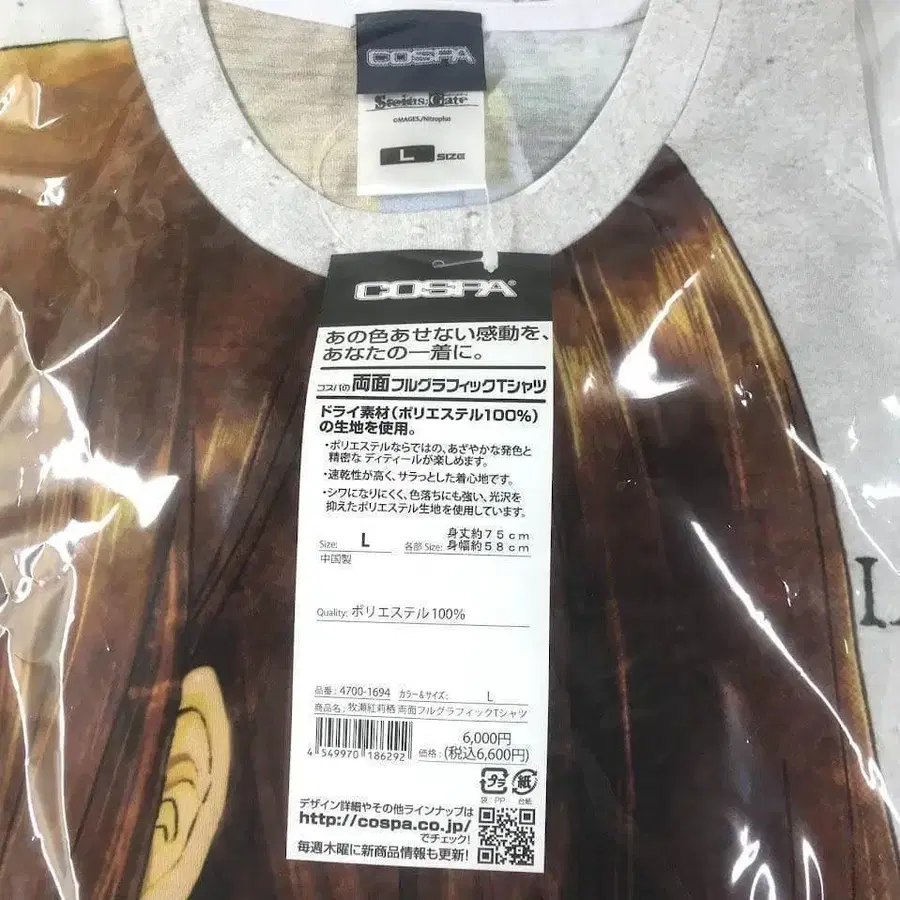 COSPA
Steins;Gate
©MAGES./Nitroplus
L SIZE
COSPA®
あの色あせない感動を、
あなたの一着に。
コスパの 両面フルグラフィックTシャツ
ドライ素材(ポリエステル100%)
の生地を使用。
・ポリエステルならではの、あざやかな発色と
精密な ディティールが楽しめます。
・速乾性が高く、サラっとした着心地です。
・シワになりにくく、色落ちにも強い、光沢を
抑えたポリエステル生地を使用しています。
Size: L 各部 Size: 身丈約75cm
身幅約58cm
中国製
Quality: ポリエステル100%
品番:4700-1694 カラー&サイズ: L
商品名:牧瀬紅莉栖 両面フルグラフィックTシャツ
4 549970 186292
6,000円
価格:(税込6,600円)
プラ 紙
袋:PP 台紙
デザイン詳細やその他ラインナップは
http://cospa.co.jp/
でチェック!
毎週木曜に新商品情報も更新!